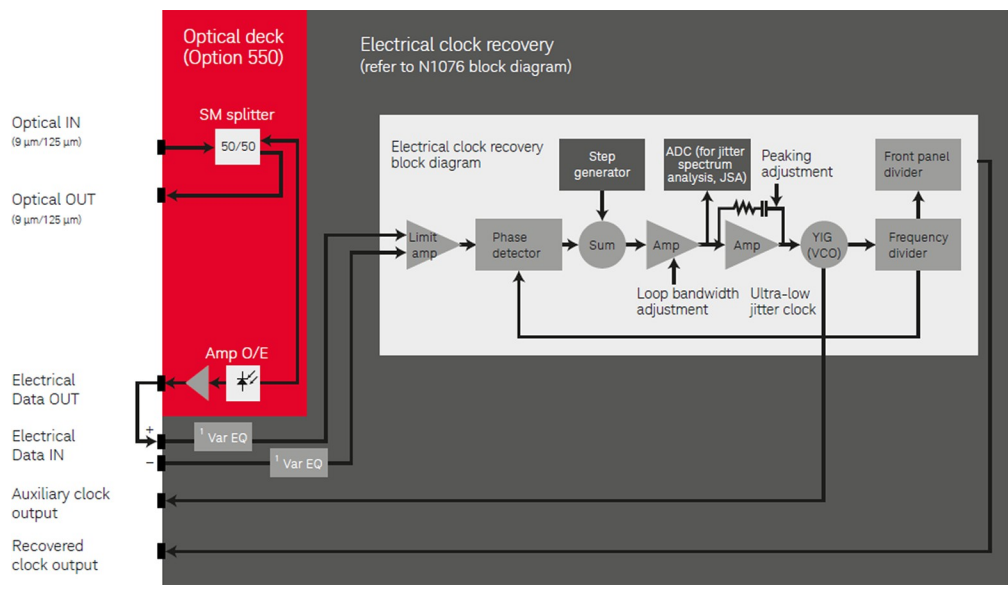 Optical deck
(Option 550)
Electrical clock recovery
(refer to N1076 block diagram)
Optical IN
(9 µm/125 µm)
SM splitter
50/50
Optical OUT
(9 µm/125 µm)
Electrical clock recovery
block diagram
Step
generator
ADC (for jitter
spectrum
analysis, JSA)
Peaking
adjustment
Front panel
divider
Limit
amp
Phase
detector
Sum
Amp
Amp
YIG
(VCO)
Frequency
divider
Loop bandwidth
adjustment
Ultra-low
jitter clock
Amp O/E
Electrical
Data OUT
Electrical
Data IN
+
−
1 Var EQ
1 Var EQ
Auxiliary clock
output
Recovered
clock output